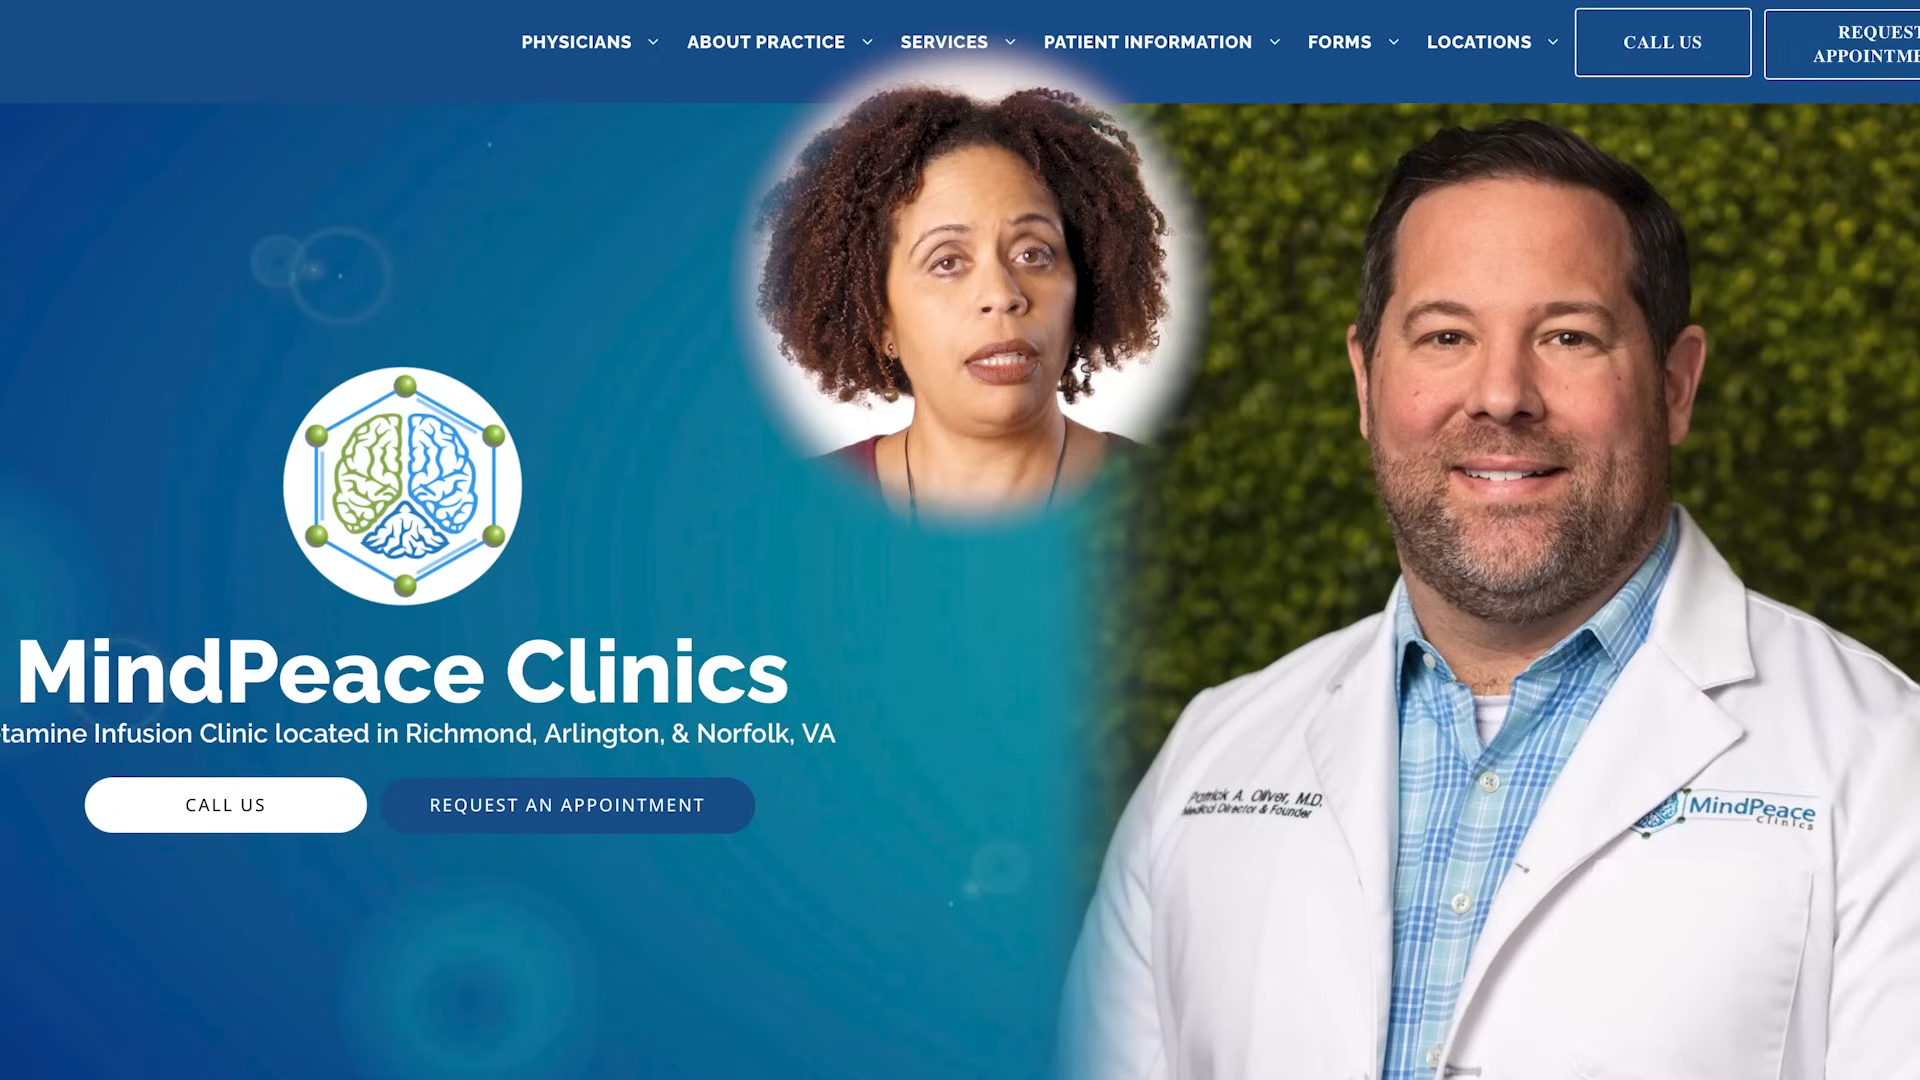 PHYSICIANS
ABOUT PRACTICE
SERVICES
PATIENT INFORMATION
FORMS
LOCATIONS
CALL US
REQUEST
APPOINTME
MindPeace Clinics
tamine Infusion Clinic located in Richmond, Arlington, & Norfolk, VA
CALL US
REQUEST AN APPOINTMENT
Patrick A. Oliver, M.D.
Medical Director & Founder
MindPeace
Clinics